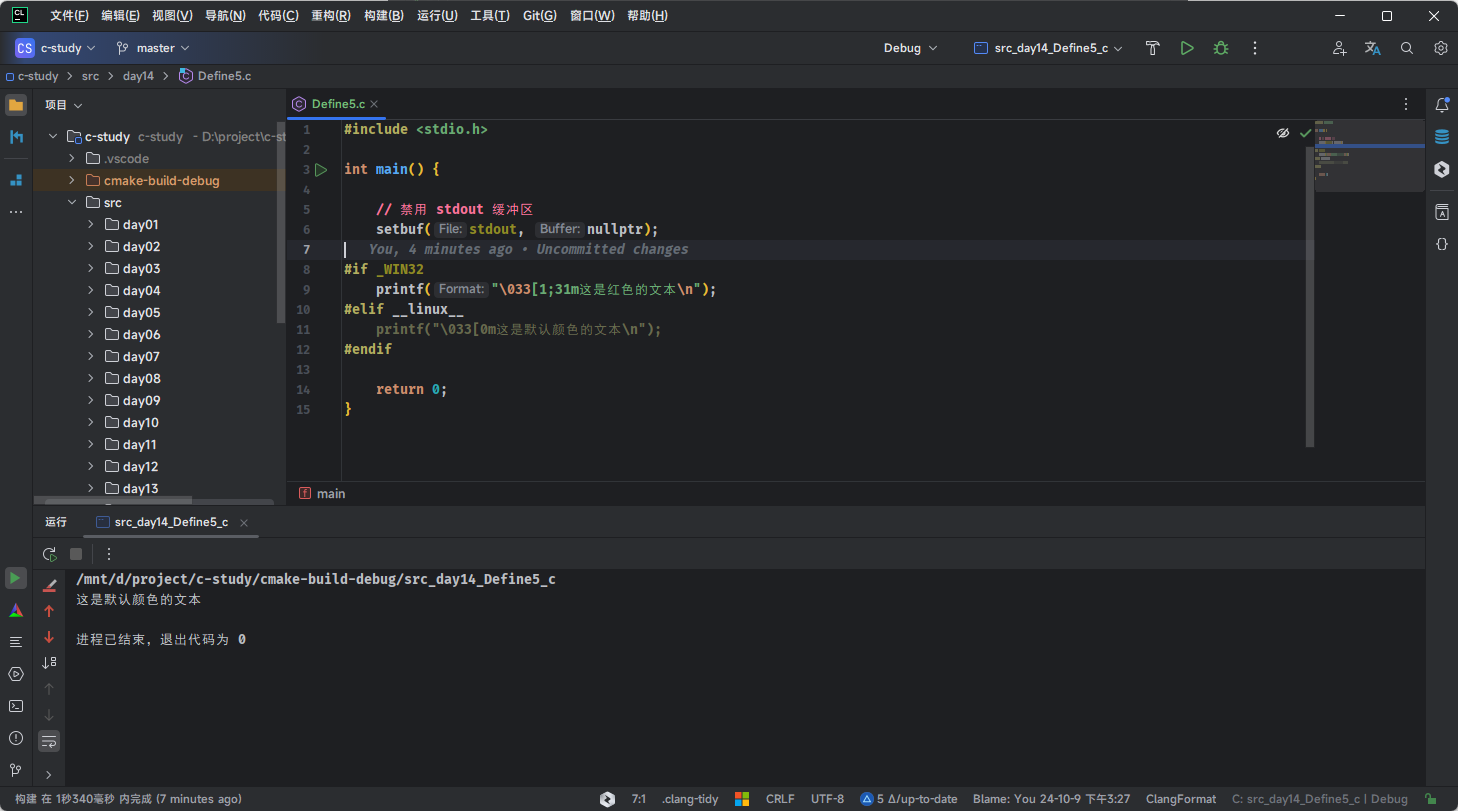 CL 文件(F) 编辑(E) 视图(V) 导航(N) 代码(C) 重构(R) 构建(B) 运行(U) 工具(T) Git(G) 窗口(W) 帮助(H)
CS c-study master Debug src_day14_Define5_c
c-study > src > day14 > Define5.c
项目
Define5.c
c-study c-study - D:\project\c-st
.vscode
cmake-build-debug
src
day01
day02
day03
day04
day05
day06
day07
day08
day09
day10
day11
day12
day13
1 #include <stdio.h>
2
3 int main() {
4
5 // 禁用 stdout 缓冲区
6 setbuf( File: stdout, Buffer: nullptr);
7 You, 4 minutes ago • Uncommitted changes
8 #if _WIN32
9 printf( Format: "\033[1;31m这是红色的文本\n");
10 #elif __linux__
11 printf("\033[0m这是默认颜色的文本\n");
12 #endif
13
14 return 0;
15 }
f main
运行 src_day14_Define5_c
/mnt/d/project/c-study/cmake-build-debug/src_day14_Define5_c
这是默认颜色的文本
进程已结束，退出代码为 0
构建 在 1秒340毫秒 内完成 (7 minutes ago) 7:1 .clang-tidy CRLF UTF-8 5 Δ/up-to-date Blame: You 24-10-9 下午3:27 ClangFormat C: src_day14_Define5_c | Debug